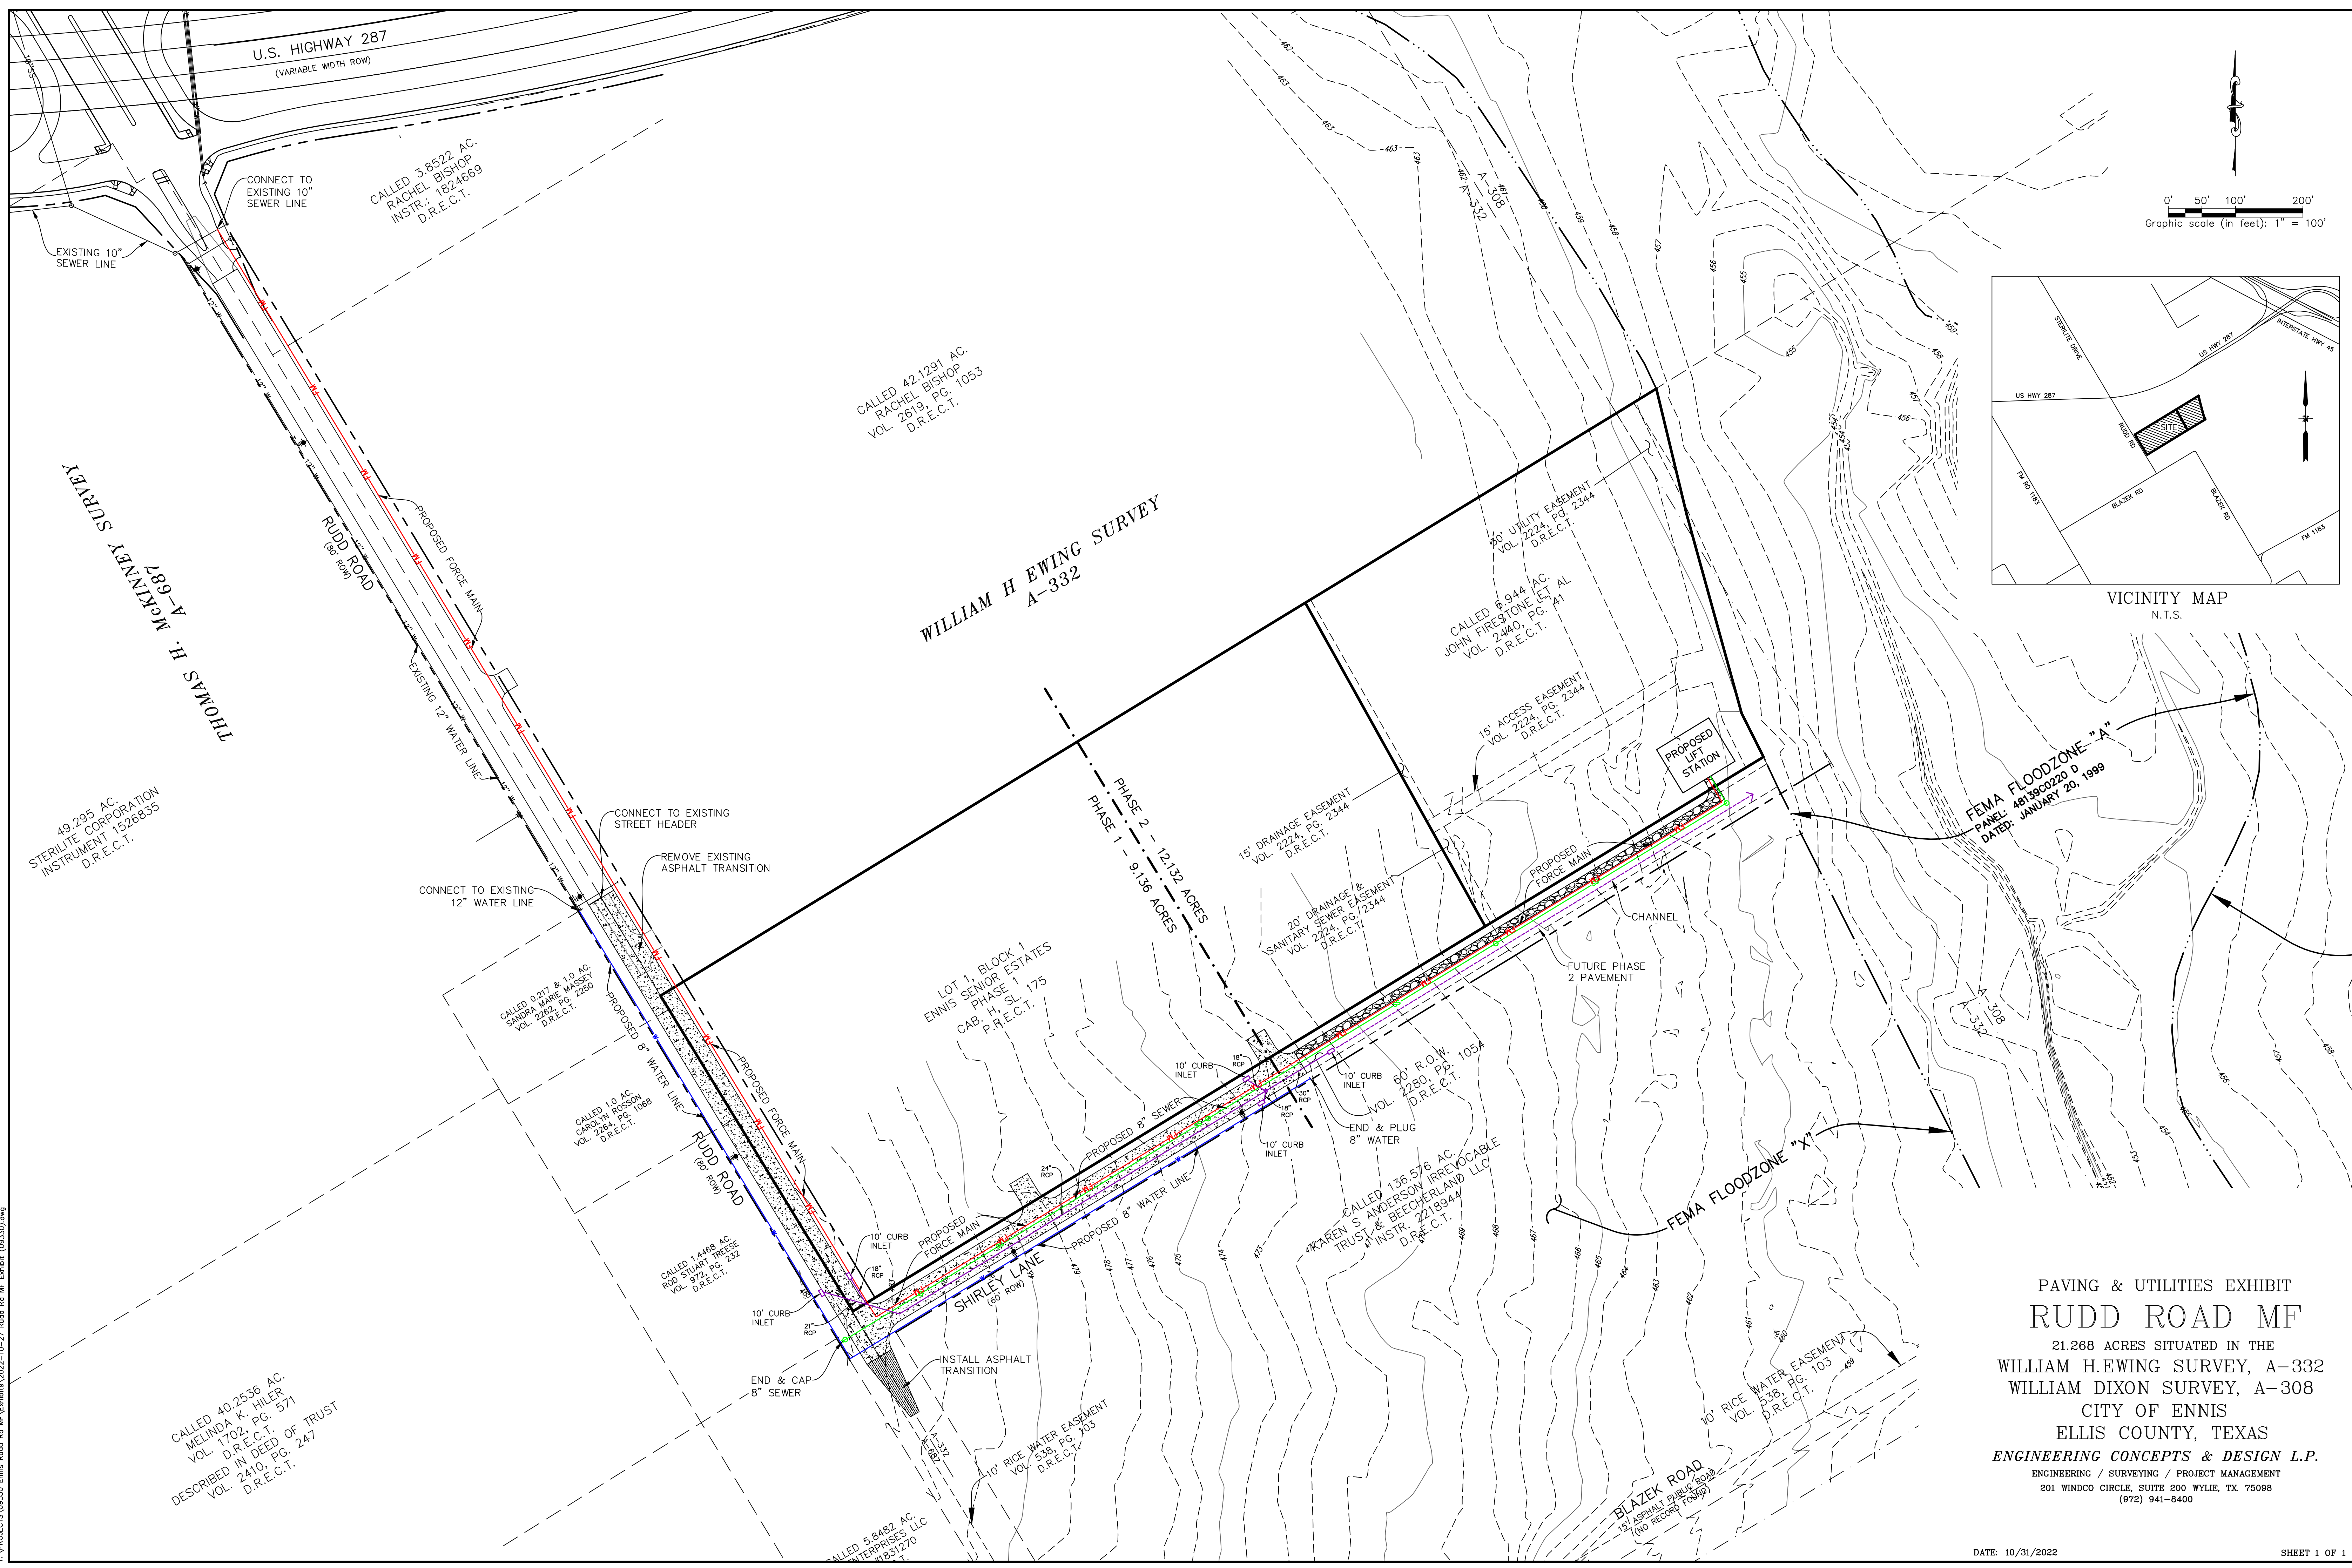 U.S. HIGHWAY 287
(VARIABLE WIDTH ROW)
CONNECT TO
EXISTING 10"
SEWER LINE
EXISTING 10"
SEWER LINE
CALLED 3.8522 AC.
RACHEL BISHOP
INSTR.: 1824669
D.R.E.C.T.
CALLED 42.1291 AC.
RACHEL BISHOP
VOL. 2619, PG. 1053
D.R.E.C.T.
THOMAS H. McKINNEY SURVEY
A-687
RUDD ROAD
(80' ROW)
PROPOSED FORCE MAIN
EXISTING 12" WATER LINE
WILLIAM H EWING SURVEY
A-332
49.295 AC.
STERILITE CORPORATION
INSTRUMENT 1526835
D.R.E.C.T.
CONNECT TO EXISTING
STREET HEADER
REMOVE EXISTING
ASPHALT TRANSITION
CONNECT TO EXISTING
12" WATER LINE
PHASE 2 - 12.132 ACRES
PHASE 1 - 9.136 ACRES
30' UTILITY EASEMENT
VOL. 2224, PG. 2344
D.R.E.C.T.
CALLED 6.944 AC.
JOHN FIRESTONE ET AL
VOL. 2440, PG. 41
D.R.E.C.T.
15' ACCESS EASEMENT
VOL. 2224, PG. 2344
D.R.E.C.T.
15' DRAINAGE EASEMENT
VOL. 2224, PG. 2344
D.R.E.C.T.
20' DRAINAGE &
SANITARY SEWER EASEMENT
VOL. 2224, PG. 2344
D.R.E.C.T.
PROPOSED
LIFT
STATION
PROPOSED
FORCE MAIN
CHANNEL
FUTURE PHASE
2 PAVEMENT
LOT 1, BLOCK 1
ENNIS SENIOR ESTATES
PHASE 1
CAB. H, SL. 175
P.R.E.C.T.
CALLED 0.217 & 1.0 AC.
SANDRA MARIE MASSEY
VOL. 2262, PG. 2250
D.R.E.C.T.
PROPOSED 8" WATER LINE
CALLED 1.0 AC.
CAROLYN ROSSON
VOL. 2264, PG. 1068
D.R.E.C.T.
RUDD ROAD
(80' ROW)
PROPOSED FORCE MAIN
CALLED 1.4468 AC.
ROD STUART TREESE
VOL. 972, PG. 232
D.R.E.C.T.
10' CURB
INLET
18"
RCP
10' CURB
INLET
21"
RCP
END & CAP
8" SEWER
INSTALL ASPHALT
TRANSITION
PROPOSED
FORCE MAIN
24"
RCP
PROPOSED 8" SEWER
PROPOSED 8" WATER LINE
SHIRLEY LANE
(60' ROW)
10' CURB
INLET
18"
RCP
10' CURB
INLET
18"
RCP
30"
RCP
10' CURB
INLET
END & PLUG
8" WATER
60' R.O.W.
VOL. 2280, PG. 1054
D.R.E.C.T.
CALLED 136.576 AC.
KAREN S ANDERSON IRREVOCABLE
TRUST & BEECHERLAND LLC
INSTR. 2218944
D.R.E.C.T.
CALLED 40.2536 AC.
MELINDA K. HILER
VOL. 1702, PG. 571
D.R.E.C.T.
DESCRIBED IN DEED OF TRUST
VOL. 2410, PG. 247
D.R.E.C.T.
10' RICE WATER EASEMENT
VOL. 538, PG. 103
D.R.E.C.T.
CALLED 5.8482 AC.
A-332
A-687
10' RICE WATER EASEMENT
VOL. 538, PG. 103
D.R.E.C.T.
BLAZEK ROAD
15' ASPHALT PUBLIC ROAD
(NO RECORD FOUND)
FEMA FLOODZONE "A"
PANEL: 48139C0220 D
DATED: JANUARY 20, 1999
FEMA FLOODZONE "X"
A-308
A-332
A-308
A-332
0' 50' 100' 200'
Graphic scale (in feet): 1" = 100'
STERILITE DRIVE
US HWY 287
INTERSTATE HWY 45
US HWY 287
RUDD RD
SITE
FM RD 1183
BLAZEK RD
BLAZEK RD
FM 1183
VICINITY MAP
N.T.S.
PAVING & UTILITIES EXHIBIT
RUDD ROAD MF
21.268 ACRES SITUATED IN THE
WILLIAM H.EWING SURVEY, A-332
WILLIAM DIXON SURVEY, A-308
CITY OF ENNIS
ELLIS COUNTY, TEXAS
ENGINEERING CONCEPTS & DESIGN L.P.
ENGINEERING / SURVEYING / PROJECT MANAGEMENT
201 WINDCO CIRCLE, SUITE 200 WYLIE, TX. 75098
(972) 941-8400
DATE: 10/31/2022
SHEET 1 OF 1